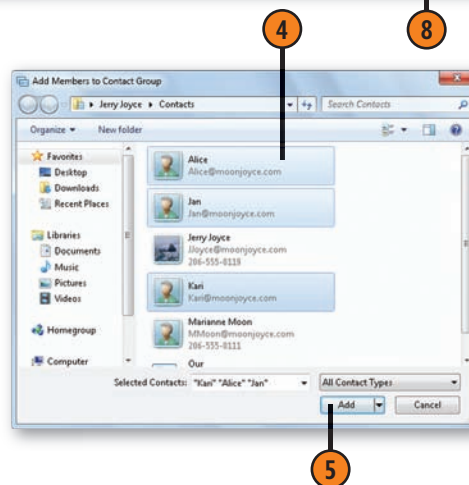 4
8
Add Members to Contact Group
Jerry Joyce ▸ Contacts
Search Contacts
Organize
New folder
Favorites
Desktop
Downloads
Recent Places
Libraries
Documents
Music
Pictures
Videos
Homegroup
Computer
Alice
Alice@moonjoyce.com
Jan
Jan@moonjoyce.com
Jerry Joyce
JJoyce@moonjoyce.com
206-555-0118
Kari
Kari@moonjoyce.com
Marianne Moon
MMoon@moonjoyce.com
206-555-0111
Our
Selected Contacts: "Kari" "Alice" "Jan"
All Contact Types
Add
Cancel
5